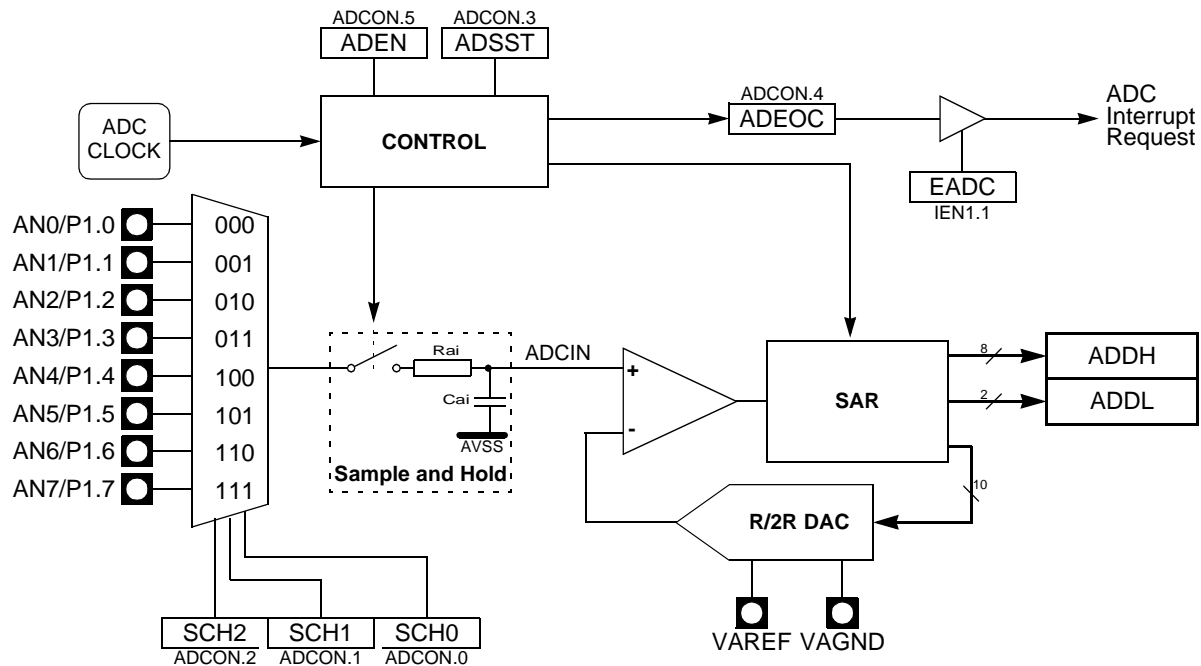 ADCON.5
ADEN
ADCON.3
ADSST
ADC
CLOCK
CONTROL
ADCON.4
ADEOC
ADC
Interrupt
Request
EADC
IEN1.1
AN0/P1.0
000
AN1/P1.1
001
AN2/P1.2
010
AN3/P1.3
011
AN4/P1.4
100
AN5/P1.5
101
AN6/P1.6
110
AN7/P1.7
111
Rai
Cai
AVSS
Sample and Hold
ADCIN
+
-
SAR
8
ADDH
2
ADDL
10
R/2R DAC
VAREF
VAGND
SCH2
SCH1
SCH0
ADCON.2
ADCON.1
ADCON.0